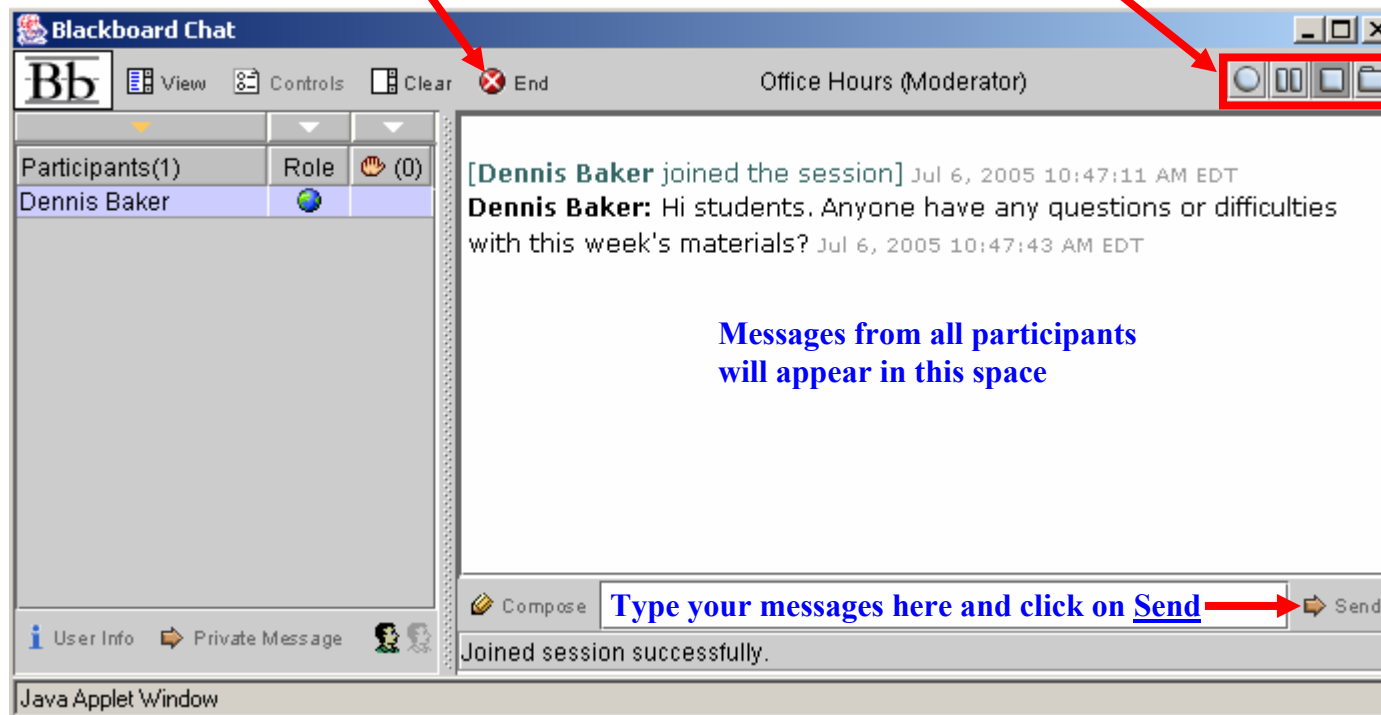 Blackboard Chat
Bb View Controls Clear End Office Hours (Moderator)
Participants(1) Role (0)
Dennis Baker
[Dennis Baker joined the session] Jul 6, 2005 10:47:11 AM EDT
Dennis Baker: Hi students. Anyone have any questions or difficulties
with this week's materials? Jul 6, 2005 10:47:43 AM EDT
Messages from all participants
will appear in this space
Compose Type your messages here and click on Send Send
User Info Private Message
Joined session successfully.
Java Applet Window